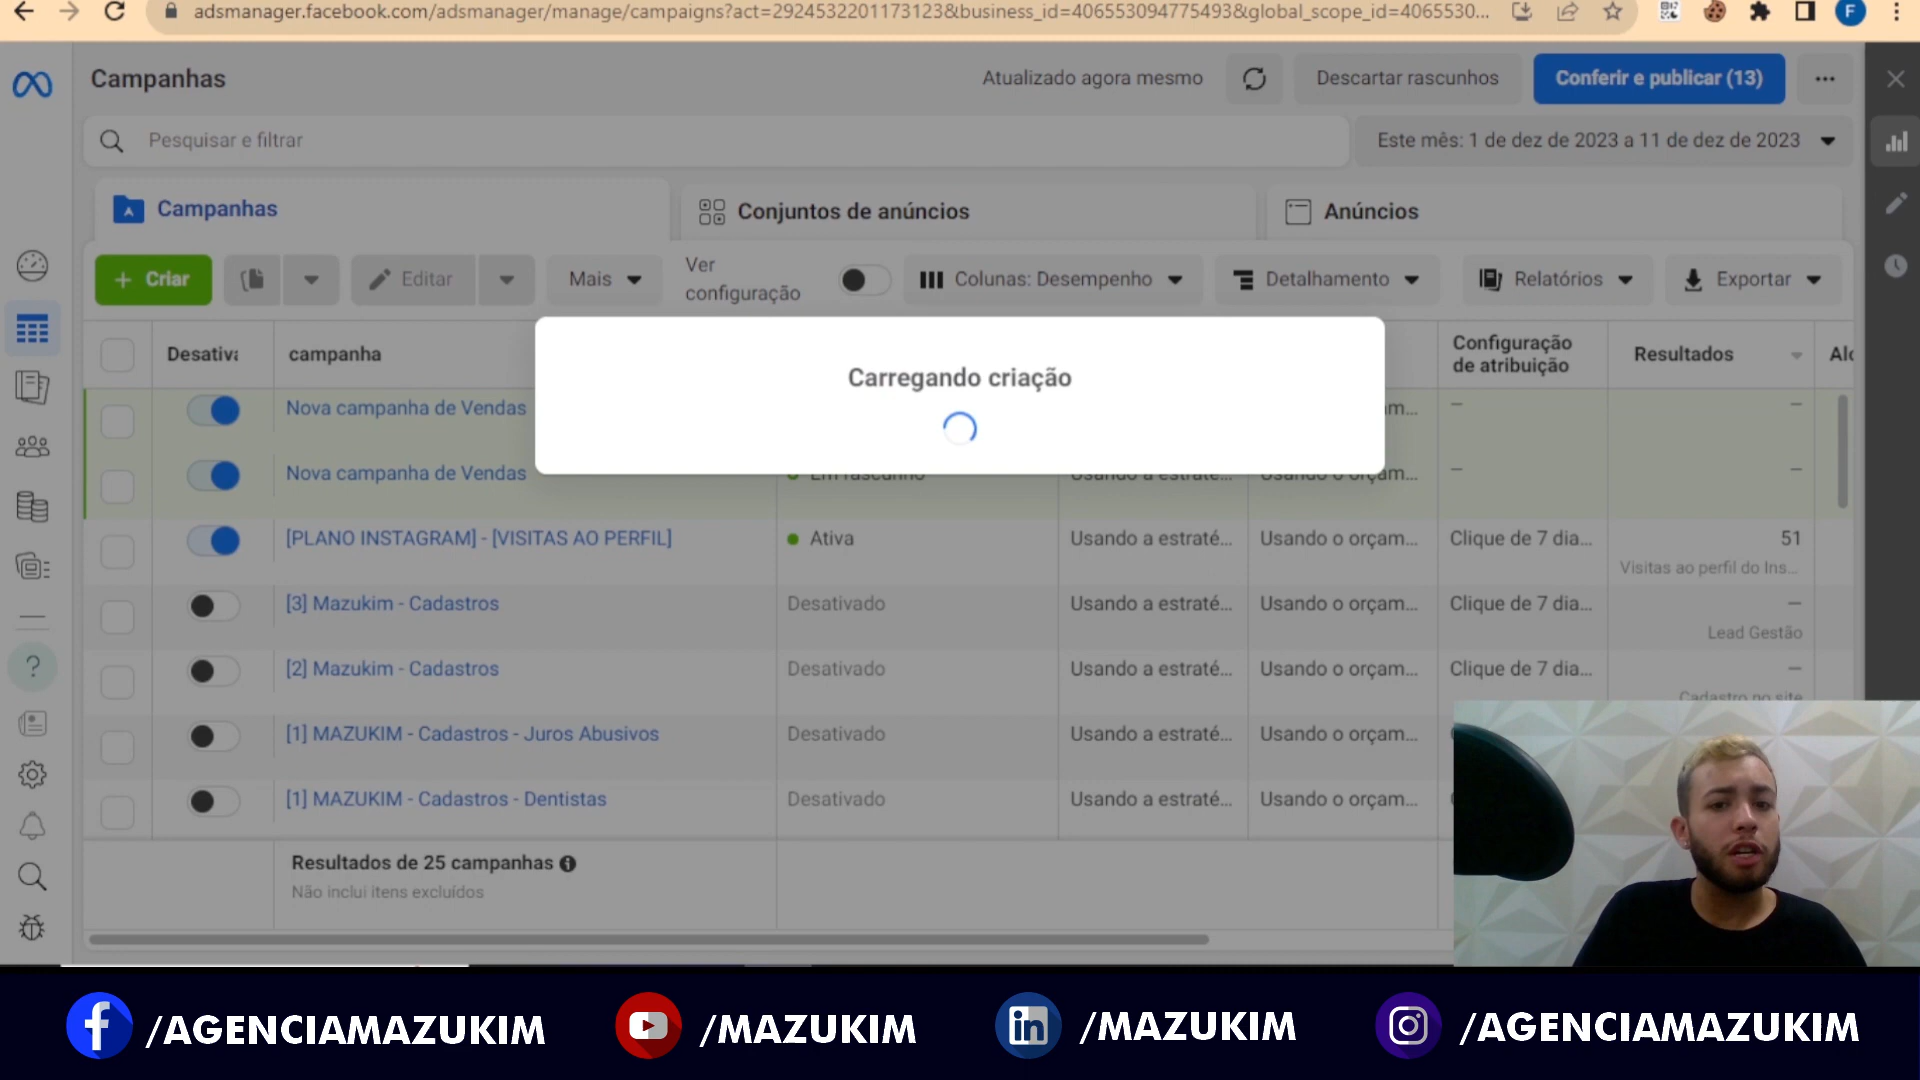 adsmanager.facebook.com/adsmanager/manage/campaigns?act=2924532201173123&business_id=406553094775493&global_scope_id=4065530...
F
Campanhas
Atualizado agora mesmo
Descartar rascunhos
Conferir e publicar (13)
Pesquisar e filtrar
Este mês: 1 de dez de 2023 a 11 de dez de 2023
Campanhas
Conjuntos de anúncios
Anúncios
+ Criar
Editar
Mais
Ver
configuração
Colunas: Desempenho
Detalhamento
Relatórios
Exportar
Desativa
campanha
Configuração
de atribuição
Resultados
Carregando criação
Nova campanha de Vendas
am...
—
—
Nova campanha de Vendas
Em rascunho
Usando a estraté...
Usando o orçam...
—
—
[PLANO INSTAGRAM] - [VISITAS AO PERFIL]
Ativa
Usando a estraté...
Usando o orçam...
Clique de 7 dia...
51
Visitas ao perfil do Ins...
[3] Mazukim - Cadastros
Desativado
Usando a estraté...
Usando o orçam...
Clique de 7 dia...
—
Lead Gestão
[2] Mazukim - Cadastros
Desativado
Usando a estraté...
Usando o orçam...
Clique de 7 dia...
—
Cadastro no site
[1] MAZUKIM - Cadastros - Juros Abusivos
Desativado
Usando a estraté...
Usando o orçam...
[1] MAZUKIM - Cadastros - Dentistas
Desativado
Usando a estraté...
Usando o orçam...
Resultados de 25 campanhas
Não inclui itens excluídos
/AGENCIAMAZUKIM
/MAZUKIM
/MAZUKIM
/AGENCIAMAZUKIM